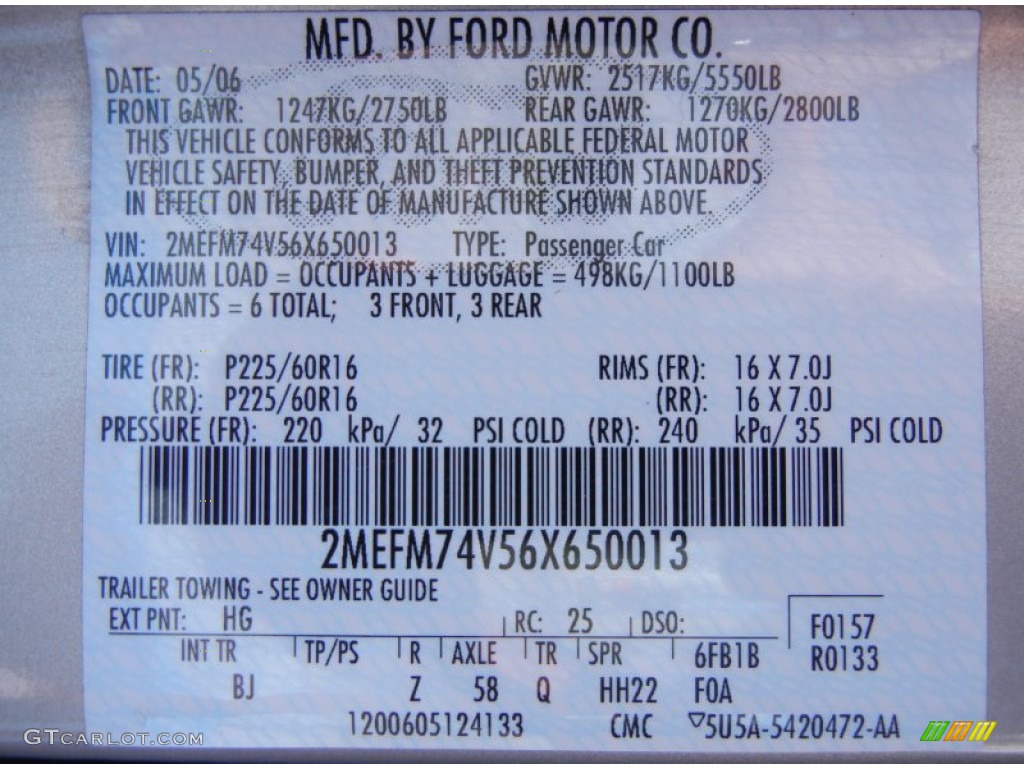 MFD. BY FORD MOTOR CO.
DATE: 05/06 GVWR: 2517KG/5550LB
FRONT GAWR: 1247KG/2750LB REAR GAWR: 1270KG/2800LB
THIS VEHICLE CONFORMS TO ALL APPLICABLE FEDERAL MOTOR
VEHICLE SAFETY, BUMPER, AND THEFT PREVENTION STANDARDS
IN EFFECT ON THE DATE OF MANUFACTURE SHOWN ABOVE.
VIN: 2MEFM74V56X650013 TYPE: Passenger Car
MAXIMUM LOAD = OCCUPANTS + LUGGAGE = 498KG/1100LB
OCCUPANTS = 6 TOTAL; 3 FRONT, 3 REAR
TIRE (FR): P225/60R16 RIMS (FR): 16 X 7.0J
(RR): P225/60R16 (RR): 16 X 7.0J
PRESSURE (FR): 220 kPa/ 32 PSI COLD (RR): 240 kPa/ 35 PSI COLD
2MEFM74V56X650013
TRAILER TOWING - SEE OWNER GUIDE
EXT PNT: HG RC: 25 DSO: F0157
INT TR TP/PS R AXLE TR SPR 6FB1B R0133
BJ Z 58 Q HH22 F0A
1200605124133 CMC ▽5U5A-5420472-AA
GTCARLOT.COM